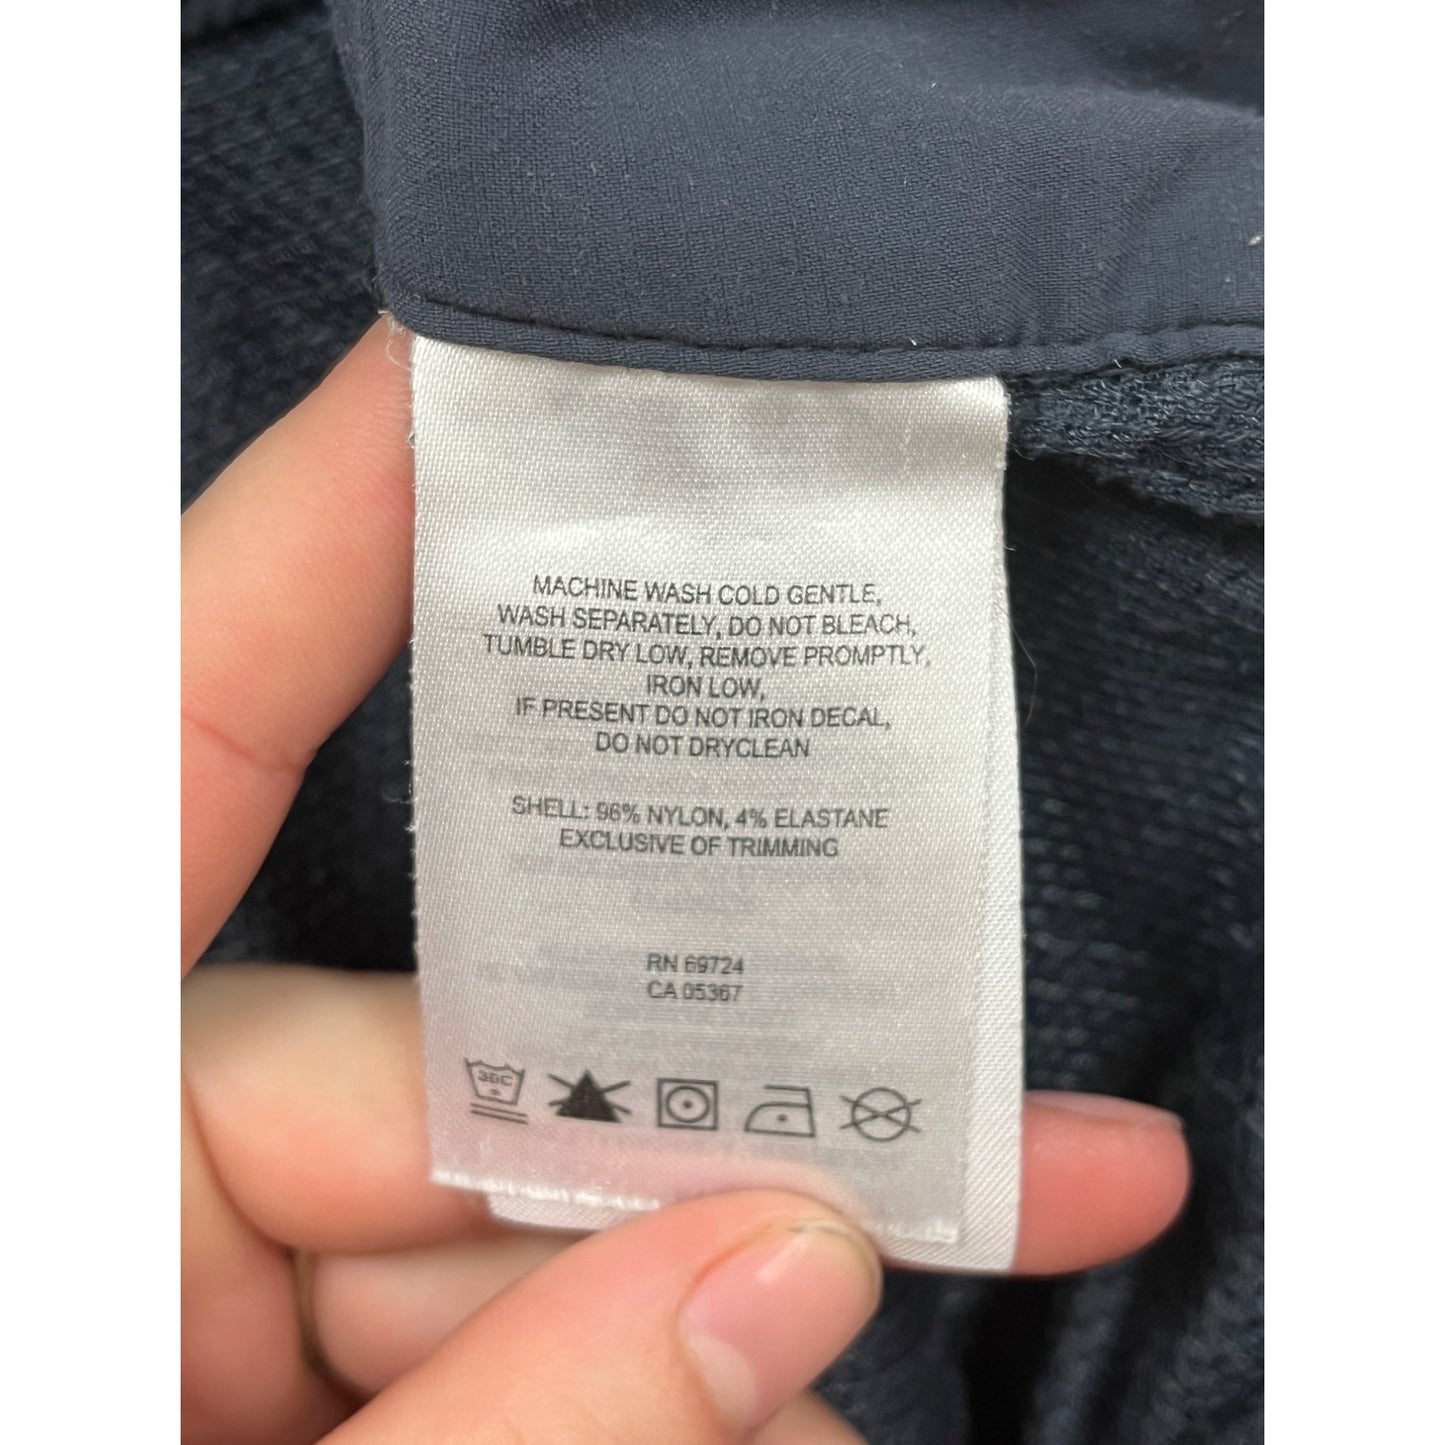 MACHINE WASH COLD GENTLE,
WASH SEPARATELY, DO NOT BLEACH,
TUMBLE DRY LOW, REMOVE PROMPTLY,
IRON LOW,
IF PRESENT DO NOT IRON DECAL,
DO NOT DRYCLEAN
SHELL: 96% NYLON, 4% ELASTANE
EXCLUSIVE OF TRIMMING
RN 69724
CA 05367
30C